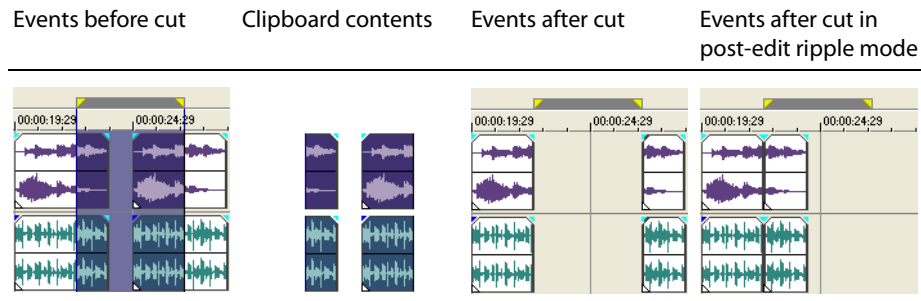 Events before cut
Clipboard contents
Events after cut
Events after cut in
post-edit ripple mode
00:00:19:29
00:00:24:29
00:00:19:29
00:00:24:29
00:00:19:29
00:00:24:29